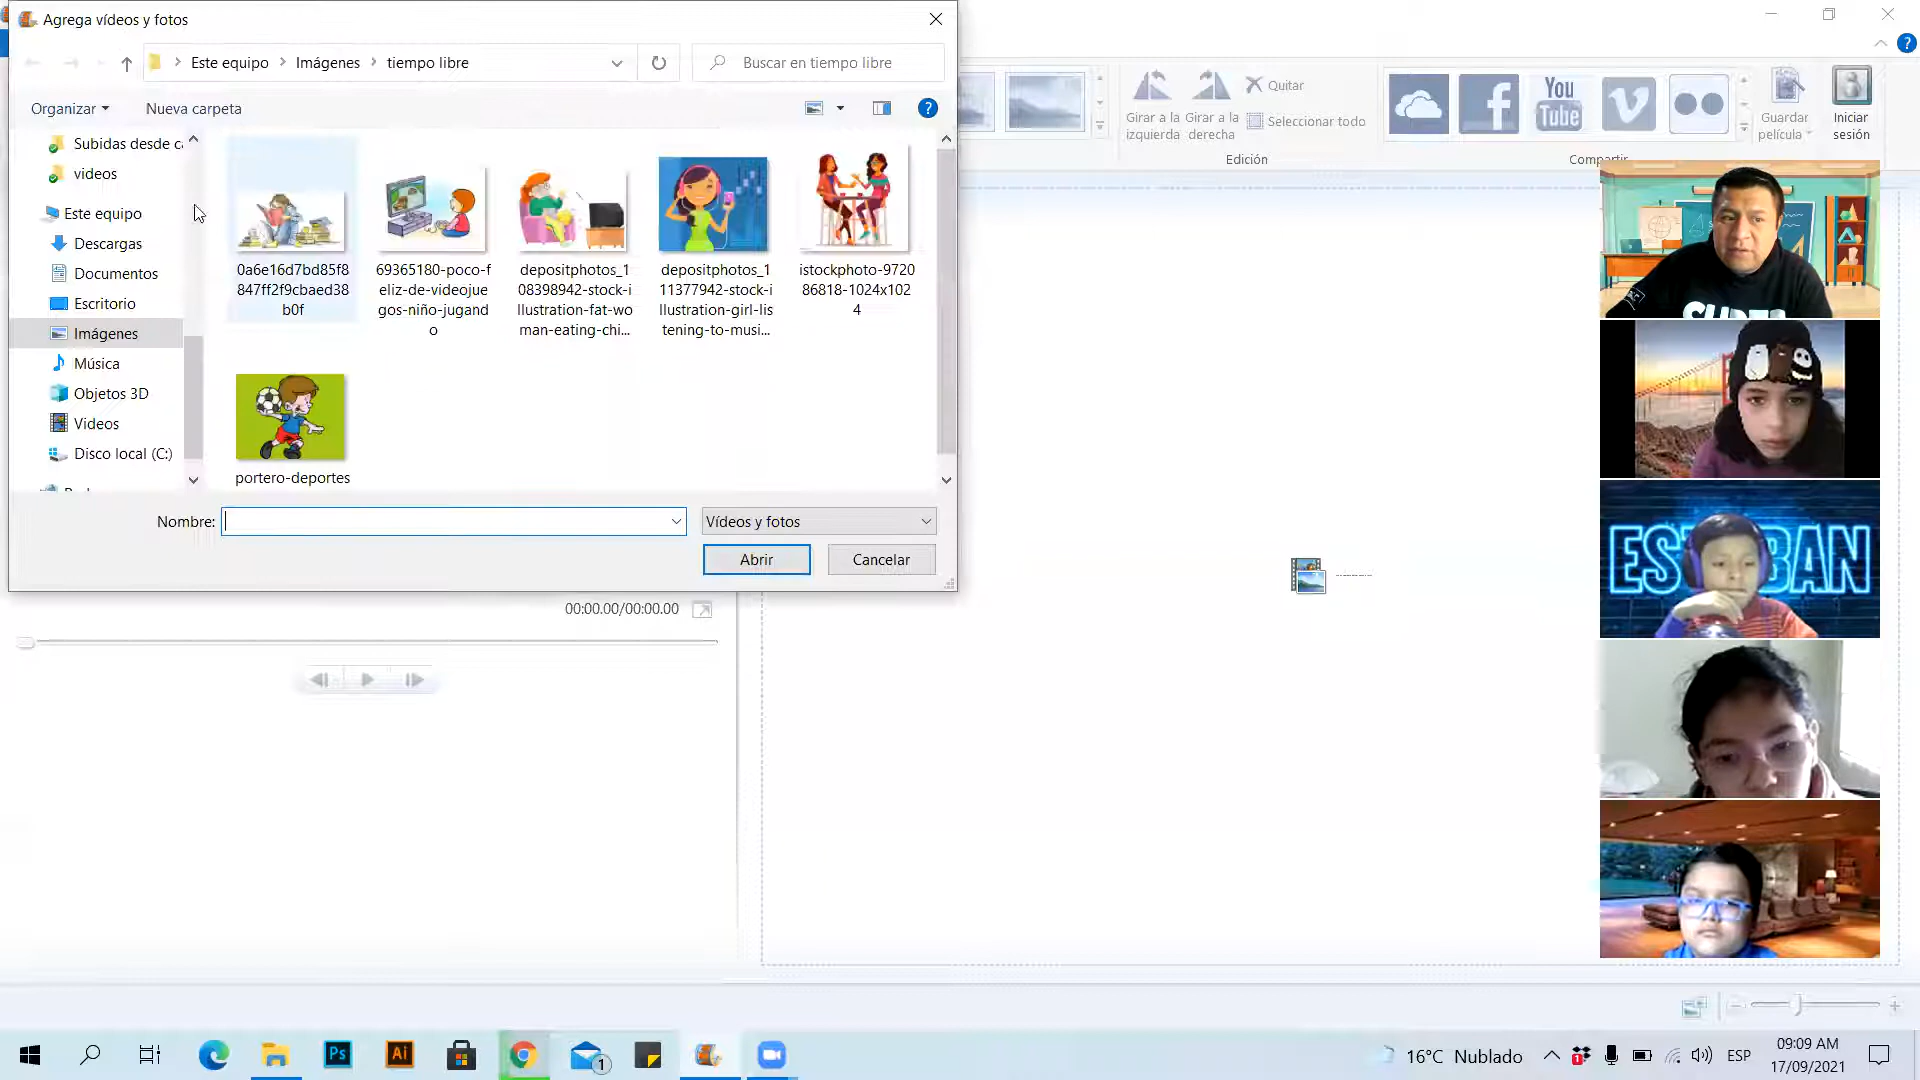 Agrega vídeos y fotos
Este equipo > Imágenes > tiempo libre
Buscar en tiempo libre
Organizar
Nueva carpeta
Subidas desde ca
videos
Este equipo
Descargas
Documentos
Escritorio
Imágenes
Música
Objetos 3D
Videos
Disco local (C:)
0a6e16d7bd85f8
847ff2f9cbaed38
b0f
69365180-poco-f
eliz-de-videojue
gos-niño-jugand
o
depositphotos_1
08398942-stock-i
llustration-fat-wo
man-eating-chi...
depositphotos_1
11377942-stock-i
llustration-girl-lis
tening-to-musi...
istockphoto-9720
86818-1024x102
4
portero-deportes
Nombre:
Vídeos y fotos
Abrir
Cancelar
00:00.00/00:00.00
Girar a la
izquierda
Girar a la
derecha
Quitar
Seleccionar todo
Edición
You
Tube
Compartir
Guardar
película
Iniciar
sesión
ESTEBAN
Ps
Ai
1
16°C Nublado
1
ESP
09:09 AM
17/09/2021